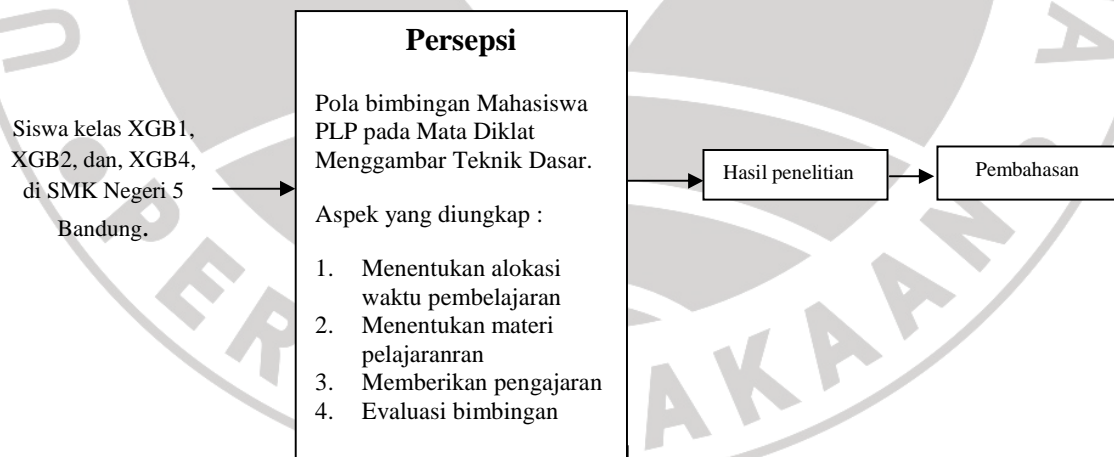 Siswa kelas XGB1,
XGB2, dan, XGB4,
di SMK Negeri 5
Bandung.
Persepsi
Pola bimbingan Mahasiswa
PLP pada Mata Diklat
Menggambar Teknik Dasar.
Aspek yang diungkap :
1. Menentukan alokasi
waktu pembelajaran
2. Menentukan materi
pelajaranran
3. Memberikan pengajaran
4. Evaluasi bimbingan
Hasil penelitian
Pembahasan